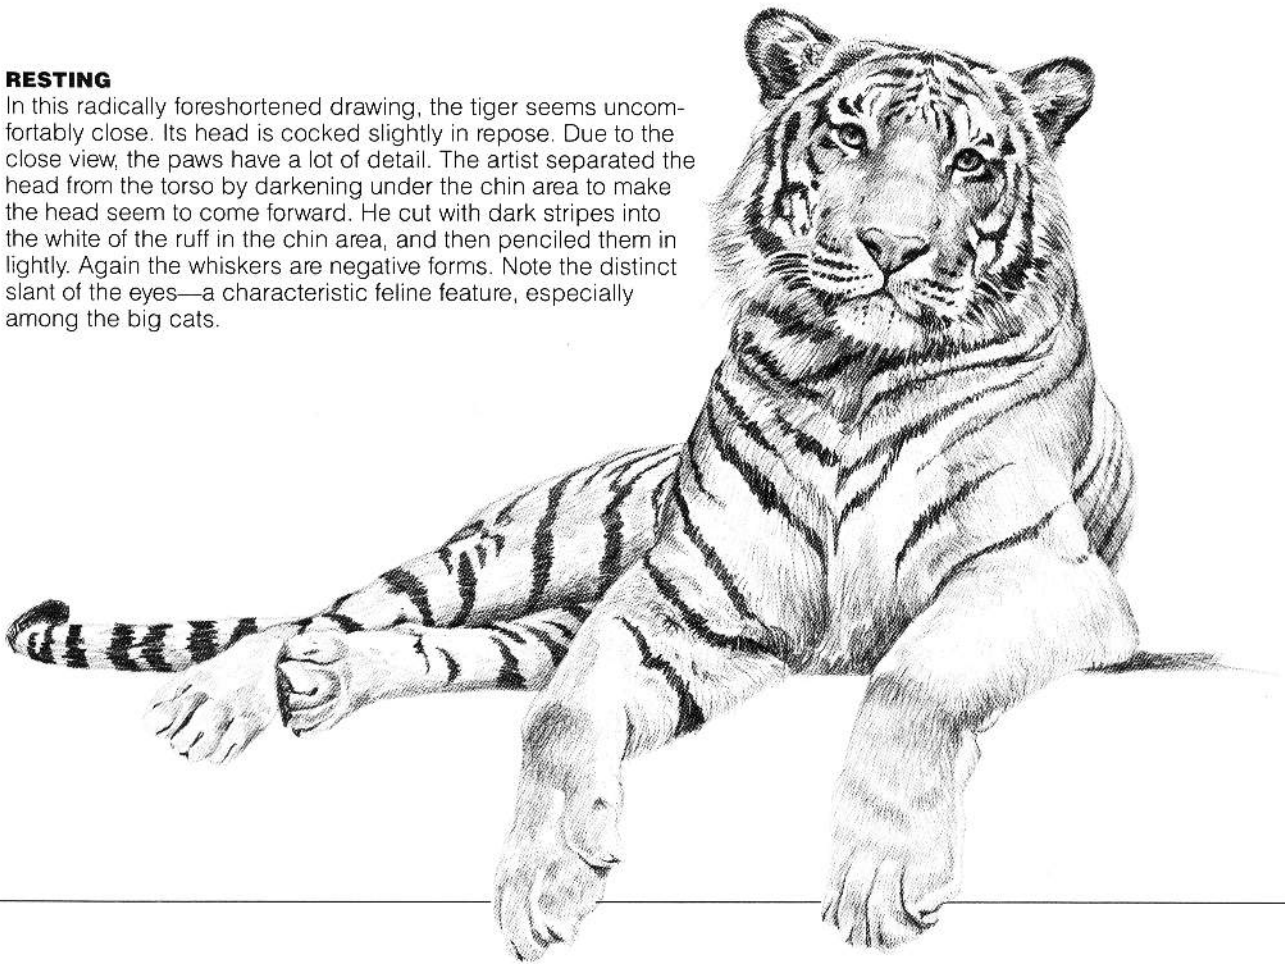 RESTING
In this radically foreshortened drawing, the tiger seems uncom-
fortably close. Its head is cocked slightly in repose. Due to the
close view, the paws have a lot of detail. The artist separated the
head from the torso by darkening under the chin area to make
the head seem to come forward. He cut with dark stripes into
the white of the ruff in the chin area, and then penciled them in
lightly. Again the whiskers are negative forms. Note the distinct
slant of the eyes—a characteristic feline feature, especially
among the big cats.